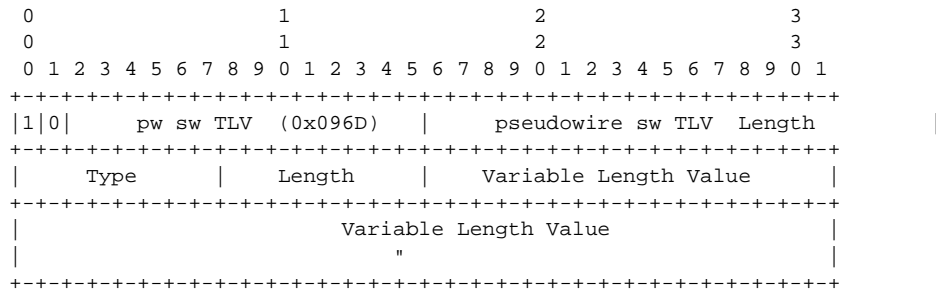 0                   1                   2                   3
0                   1                   2                   3
0 1 2 3 4 5 6 7 8 9 0 1 2 3 4 5 6 7 8 9 0 1 2 3 4 5 6 7 8 9 0 1
+-+-+-+-+-+-+-+-+-+-+-+-+-+-+-+-+-+-+-+-+-+-+-+-+-+-+-+-+-+-+-+-+
|1|0|     pw sw TLV  (0x096D)   |     pseudowire sw TLV  Length         |
+-+-+-+-+-+-+-+-+-+-+-+-+-+-+-+-+-+-+-+-+-+-+-+-+-+-+-+-+-+-+-+-+
|     Type      |    Length     |    Variable Length Value      |
+-+-+-+-+-+-+-+-+-+-+-+-+-+-+-+-+-+-+-+-+-+-+-+-+-+-+-+-+-+-+-+-+
|                         Variable Length Value                 |
|                             "                                 |
+-+-+-+-+-+-+-+-+-+-+-+-+-+-+-+-+-+-+-+-+-+-+-+-+-+-+-+-+-+-+-+-+